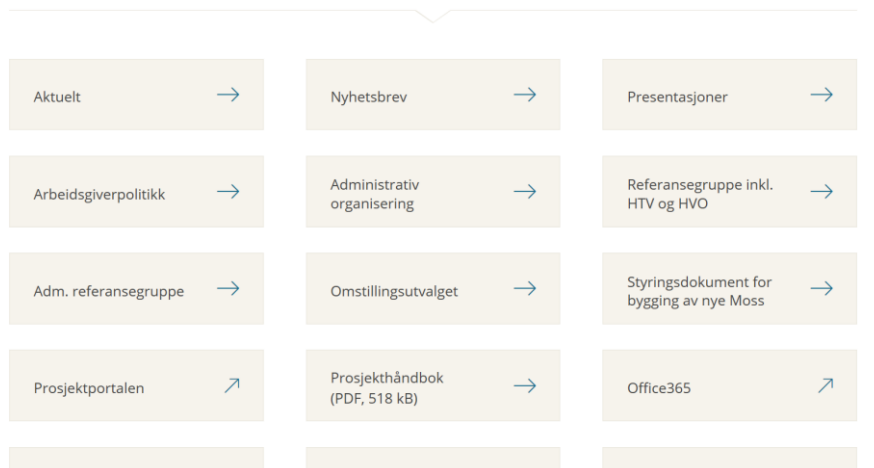 Aktuelt
Nyhetsbrev
Presentasjoner
Arbeidsgiverpolitikk
Administrativ
organisering
Referansegruppe inkl.
HTV og HVO
Adm. referansegruppe
Omstillingsutvalget
Styringsdokument for
bygging av nye Moss
Prosjektportalen
Prosjekthåndbok
(PDF, 518 kB)
Office365